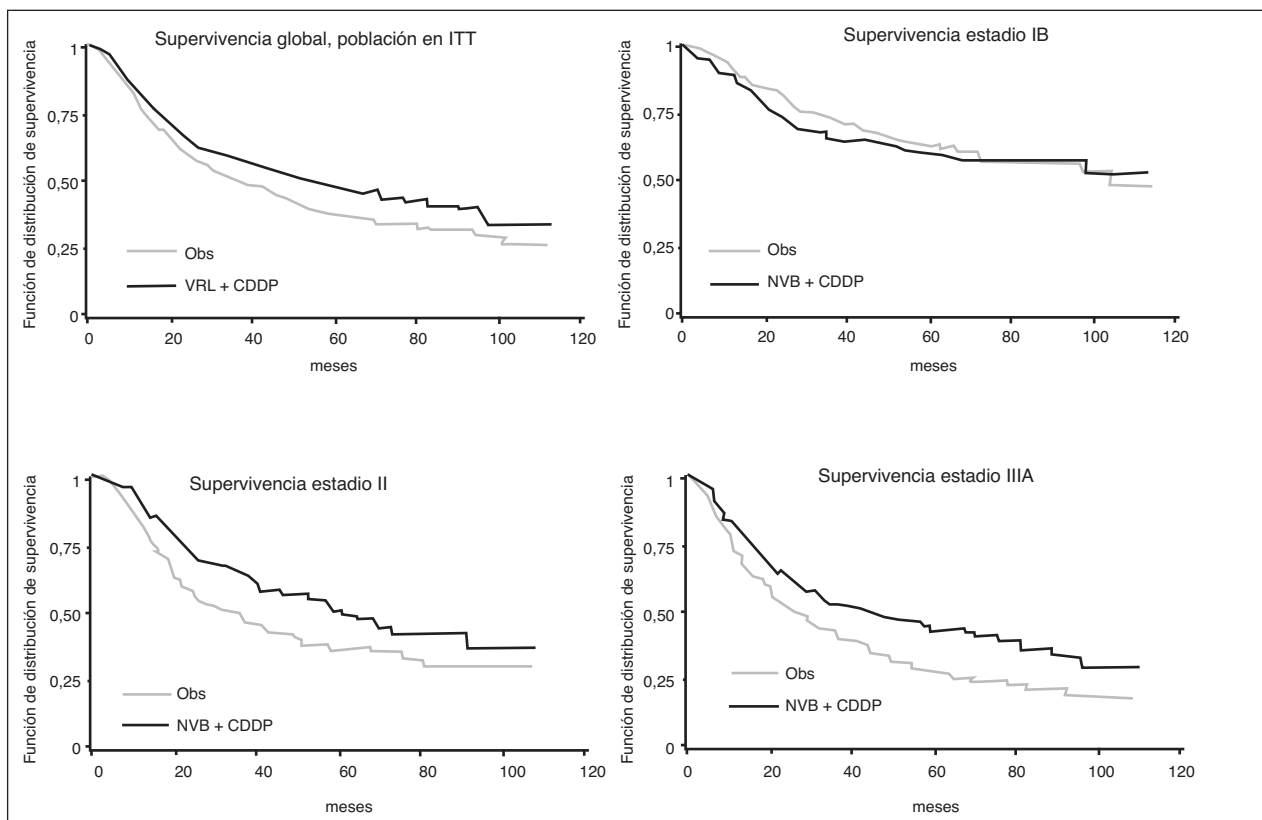 Supervivencia global, población en ITT
Función de distribución de supervivencia
1
0,75
0,50
0,25
0
Obs
VRL + CDDP
0 20 40 60 80 100 120
meses
Supervivencia estadio IB
Función de distribución de supervivencia
1
0,75
0,50
0,25
0
Obs
NVB + CDDP
0 20 40 60 80 100 120
meses
Supervivencia estadio II
Función de distribución de supervivencia
1
0,75
0,50
0,25
0
Obs
NVB + CDDP
0 20 40 60 80 100 120
meses
Supervivencia estadio IIIA
Función de distribución de supervivencia
1
0,75
0,50
0,25
0
Obs
NVB + CDDP
0 20 40 60 80 100 120
meses